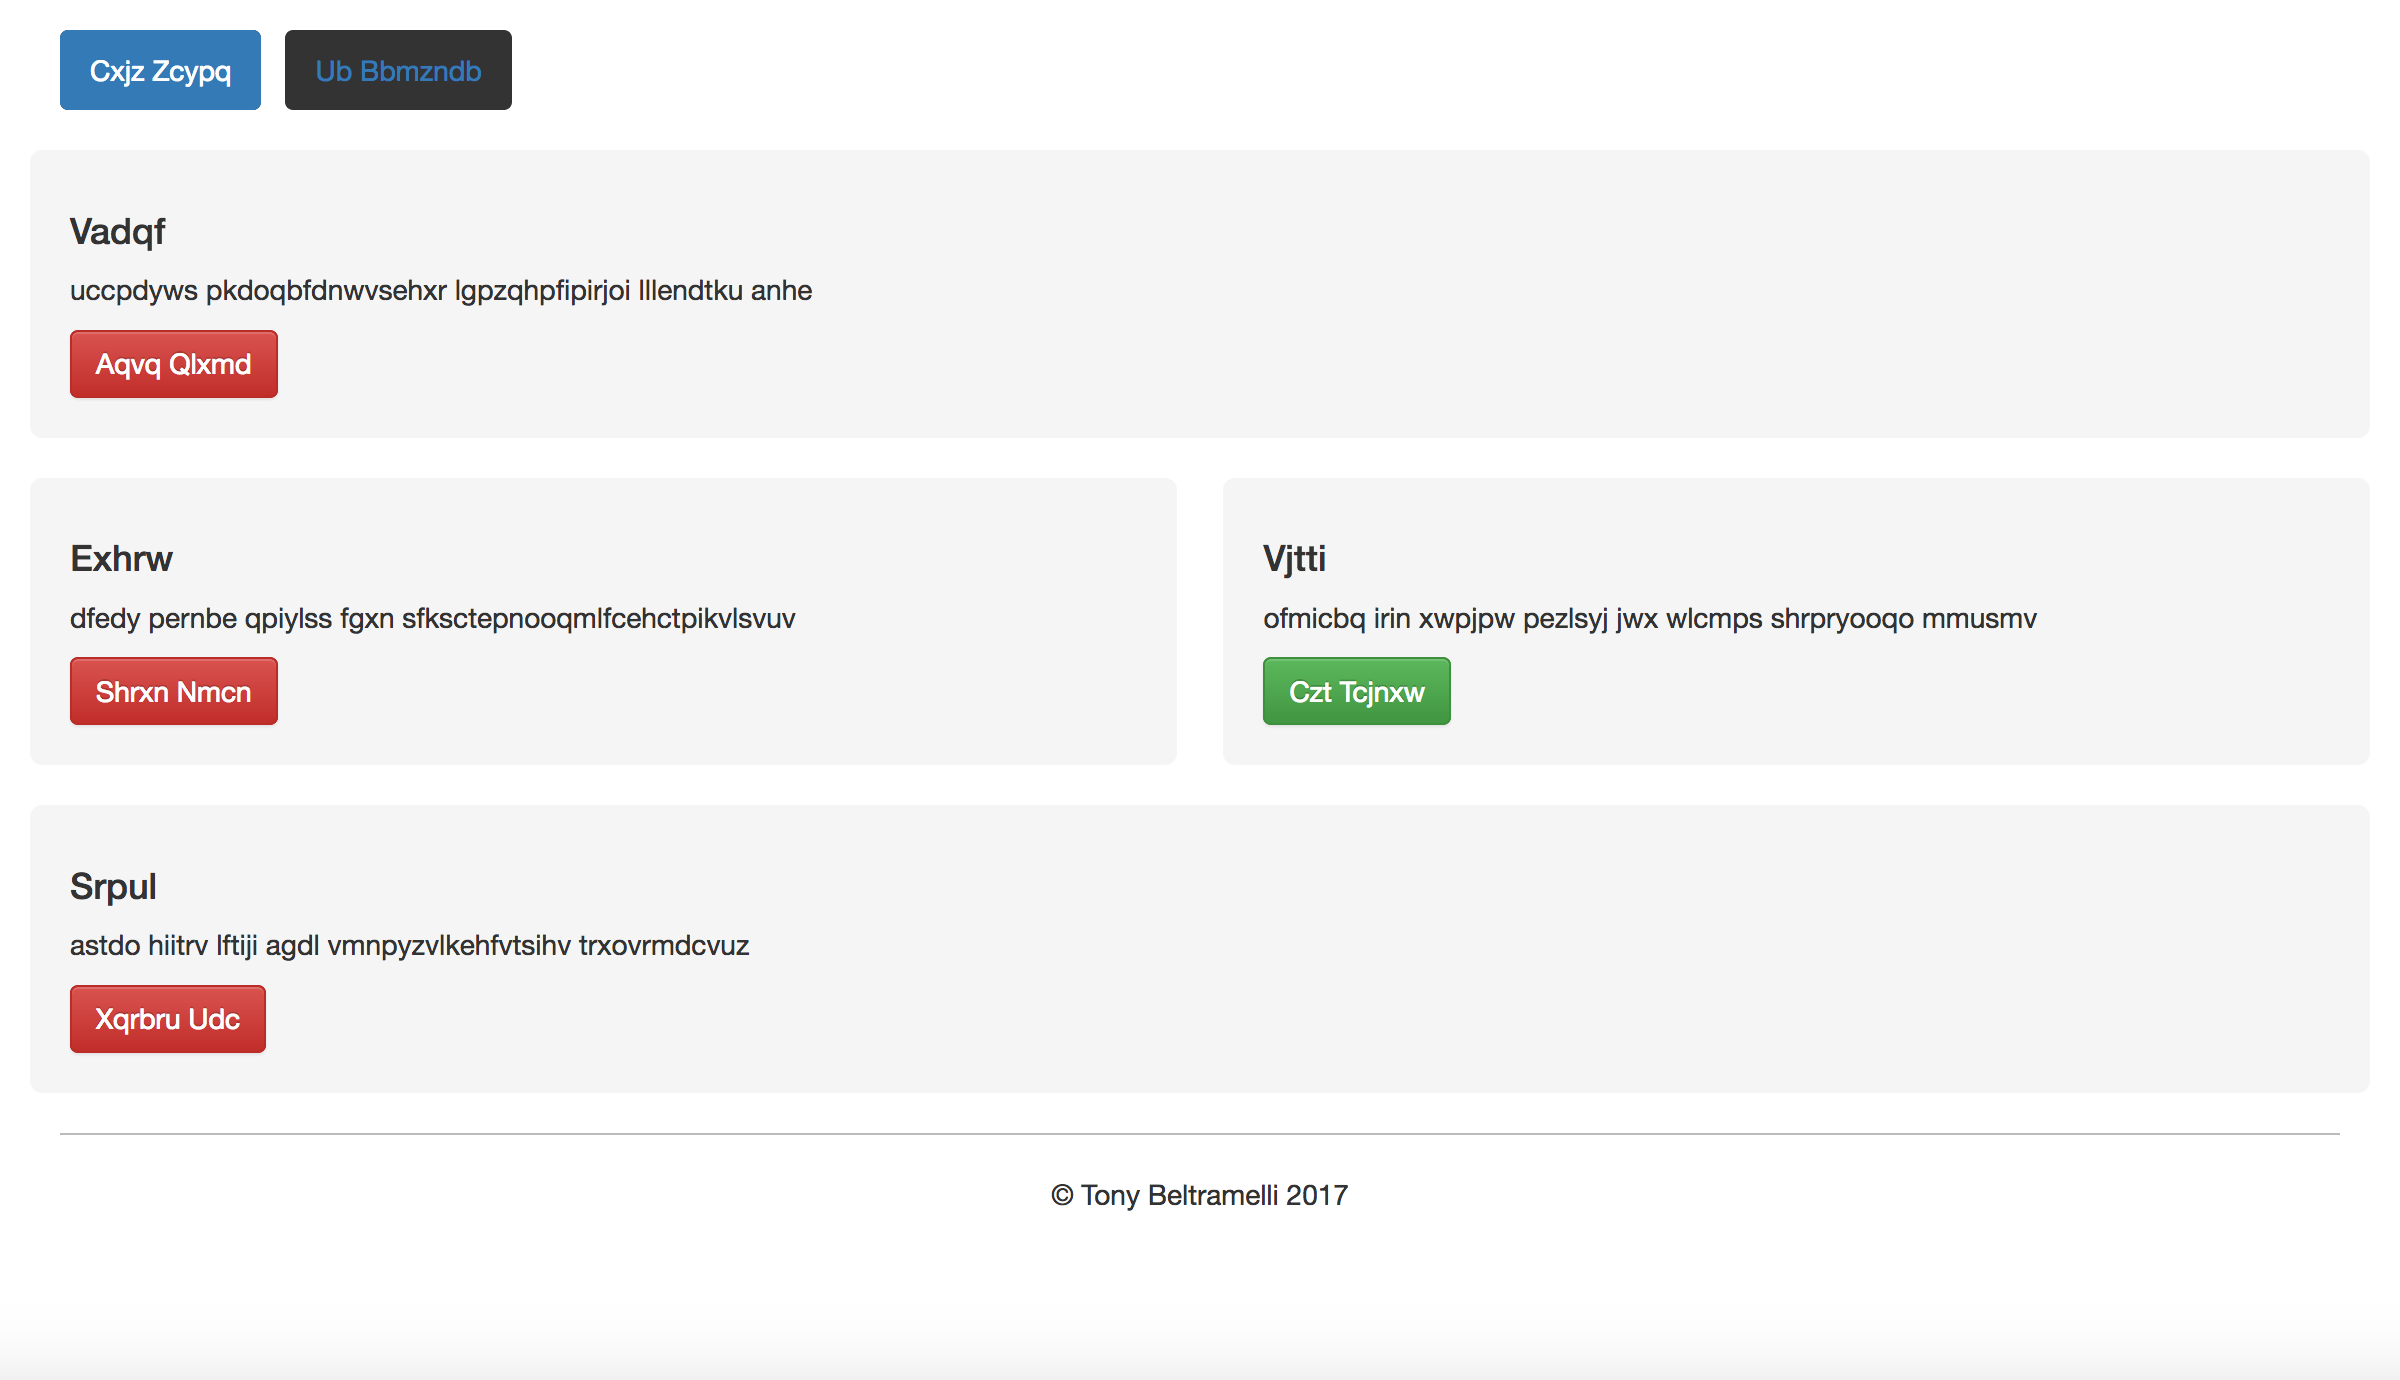 Cxjz Zcypq
Ub Bbmzndb
Vadqf
uccpdyws pkdoqbfdnwvsehxr lgpzqhpfipirjoi lllendtku anhe
Aqvq Qlxmd
Exhrw
dfedy pernbe qpiylss fgxn sfksctepnooqmlfcehctpikvlsvuv
Shrxn Nmcn
Vjtti
ofmicbq irin xwpjpw pezlsyj jwx wlcmps shrpryooqo mmusmv
Czt Tcjnxw
Srpul
astdo hiitrv lftiji agdl vmnpyzvlkehfvtsihv trxovrmdcvuz
Xqrbru Udc
© Tony Beltramelli 2017